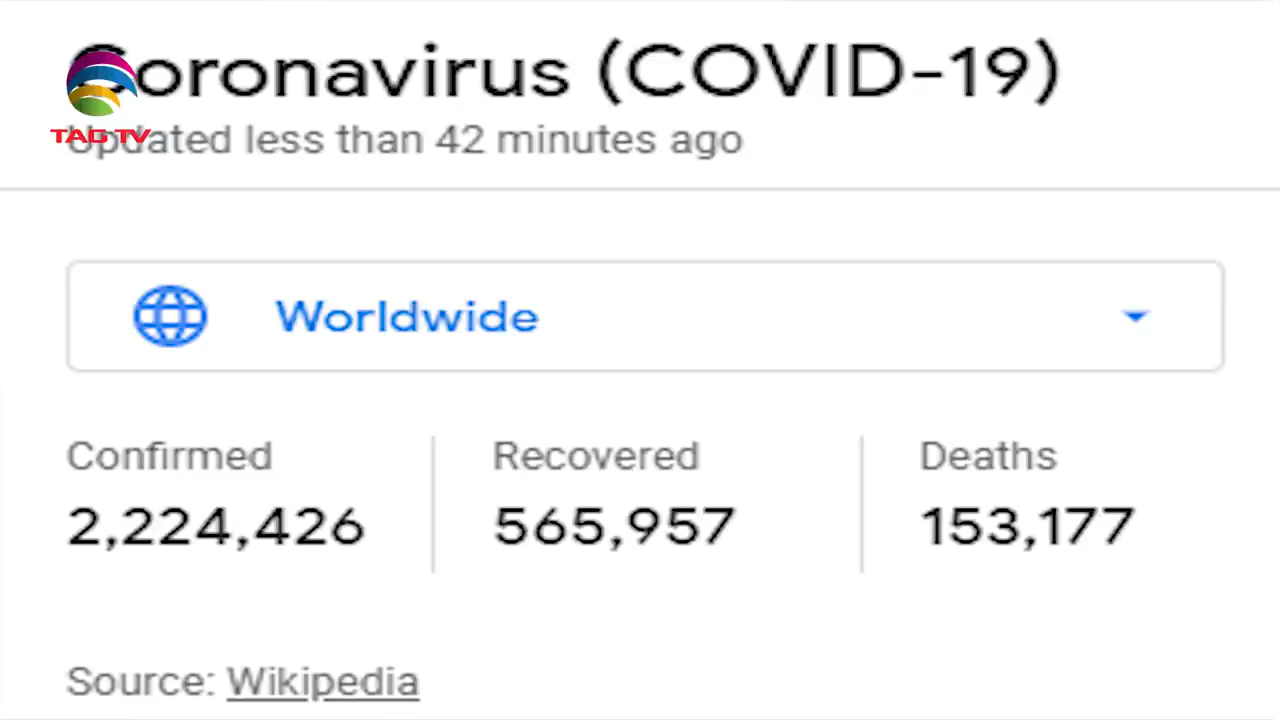 Coronavirus (COVID-19)
TAG TV
Updated less than 42 minutes ago
Worldwide
Confirmed
2,224,426
Recovered
565,957
Deaths
153,177
Source: Wikipedia